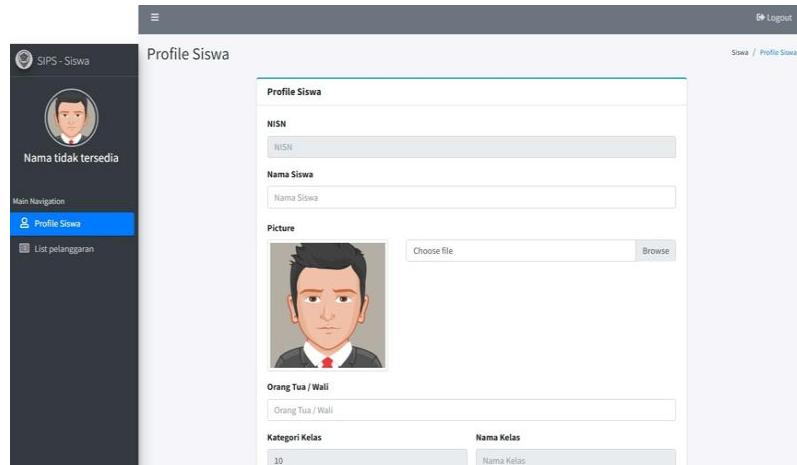 Logout
Profile Siswa
Siswa / Profile Siswa
SIPS - Siswa
Nama tidak tersedia
Main Navigation
Profile Siswa
List pelanggaran
Profile Siswa
NISN
NISN
Nama Siswa
Nama Siswa
Picture
Choose file Browse
Orang Tua / Wali
Orang Tua / Wali
Kategori Kelas Nama Kelas
10 Nama Kelas